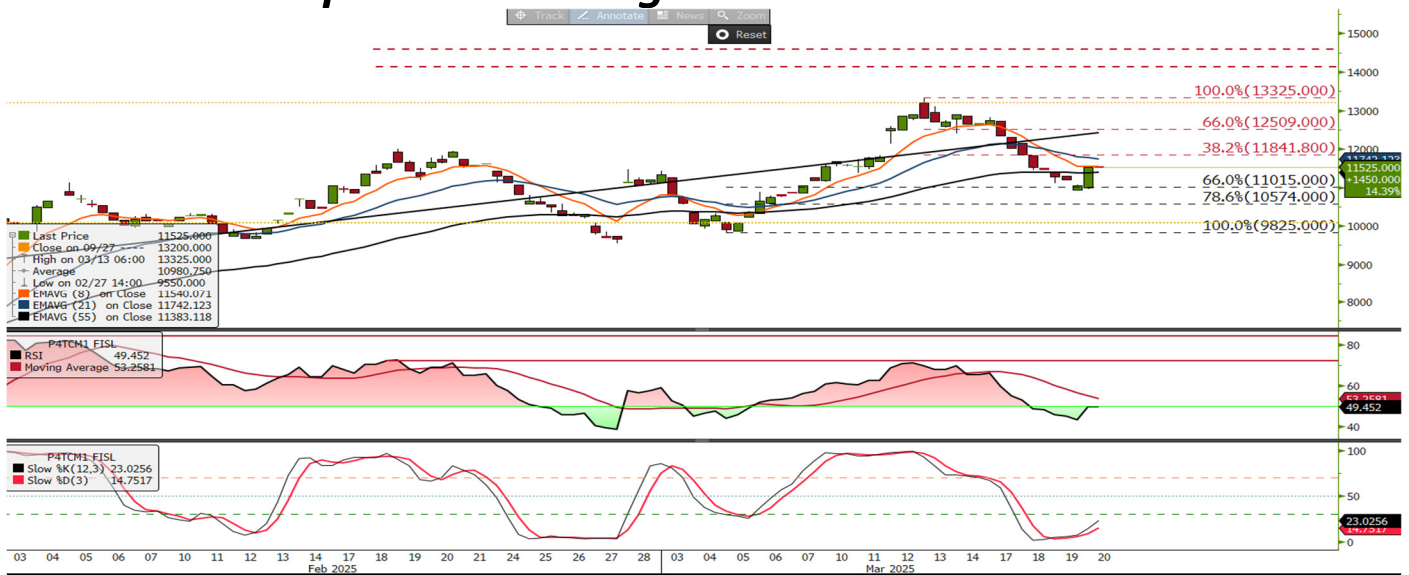 Track Annotate News Zoom
Reset
15000
14000
13000
12000
11000
10000
9000
8000
100.0%(13325.000)
66.0%(12509.000)
38.2%(11841.800)
66.0%(11015.000)
78.6%(10574.000)
100.0%(9825.000)
11742.123
11525.000
1450.000
14.39%
Last Price 11525.000
Close on 09/27 ---- 13200.000
High on 03/13 06:00 13325.000
Average 10980.750
Low on 02/27 14:00 9550.000
EMAVG (8) on Close 11540.071
EMAVG (21) on Close 11742.123
EMAVG (55) on Close 11383.118
P4TCM1 FISL
RSI 49.452
Moving Average 53.2581
80
60
40
53.2581
49.452
P4TCM1 FISL
Slow %K(12,3) 23.0256
Slow %D(3) 14.7517
100
50
0
23.0256
14.7517
03 04 05 06 07 10 11 12 13 14 17 18 19 20 21 24 25 26 27 28 03 04 05 06 07 10 11 12 13 14 17 18 19 20
Feb 2025 Mar 2025